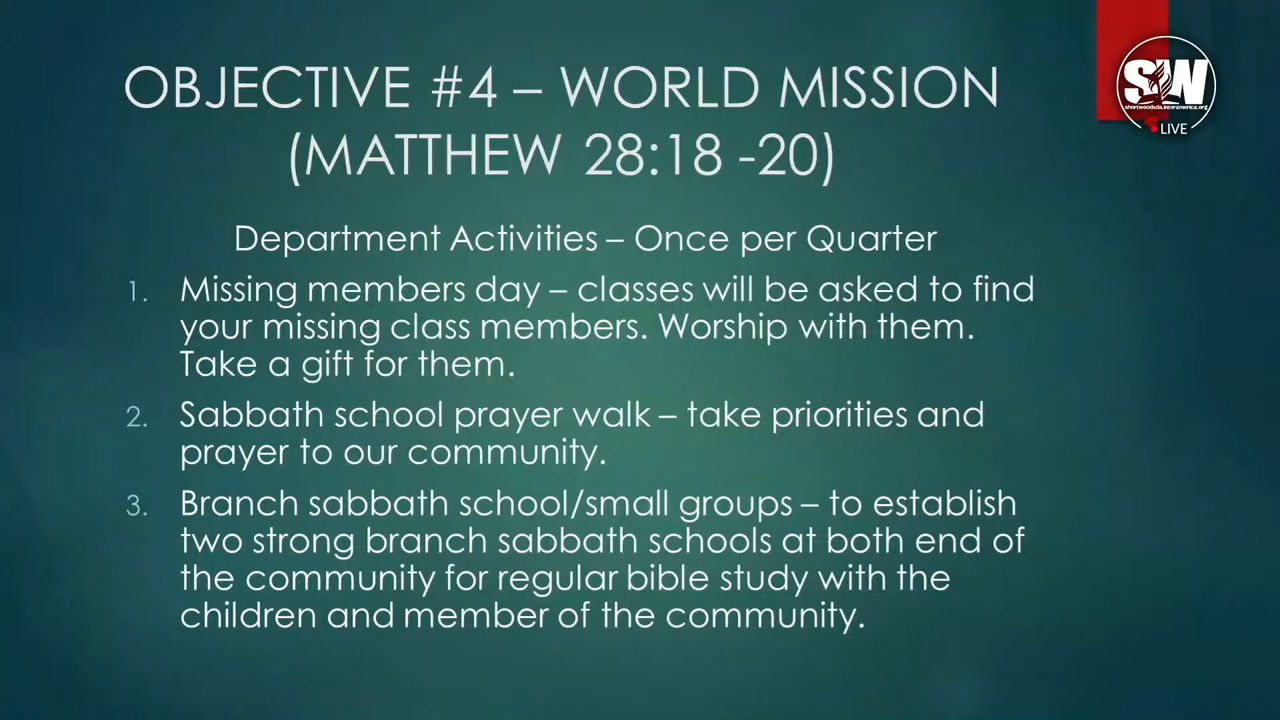 OBJECTIVE #4 – WORLD MISSION
(MATTHEW 28:18 -20)
SW
shortwoodsda.interamerica.org
LIVE
Department Activities – Once per Quarter
1. Missing members day – classes will be asked to find
your missing class members. Worship with them.
Take a gift for them.
2. Sabbath school prayer walk – take priorities and
prayer to our community.
3. Branch sabbath school/small groups – to establish
two strong branch sabbath schools at both end of
the community for regular bible study with the
children and member of the community.